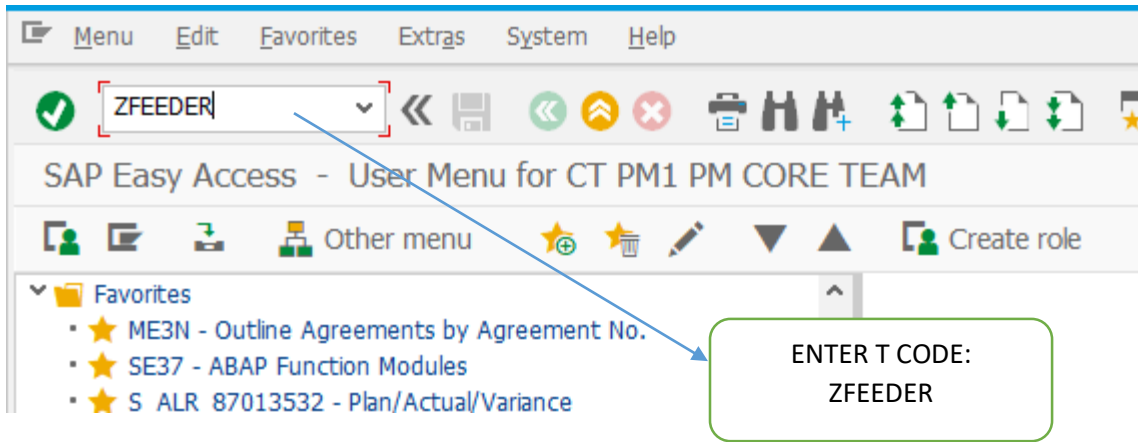 Menu Edit Favorites Extras System Help
ZFEEDER
SAP Easy Access - User Menu for CT PM1 PM CORE TEAM
Other menu Create role
Favorites
ME3N - Outline Agreements by Agreement No.
SE37 - ABAP Function Modules
S_ALR_87013532 - Plan/Actual/Variance
ENTER T CODE:
ZFEEDER